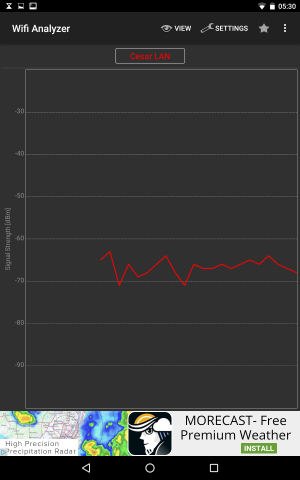 05:30
Wifi Analyzer
VIEW
SETTINGS
Cesar LAN
-30
-40
-50
-60
-70
-80
-90
Signal Strength [dBm]
High Precision
Precipitation Radar
MORECAST- Free
Premium Weather
INSTALL